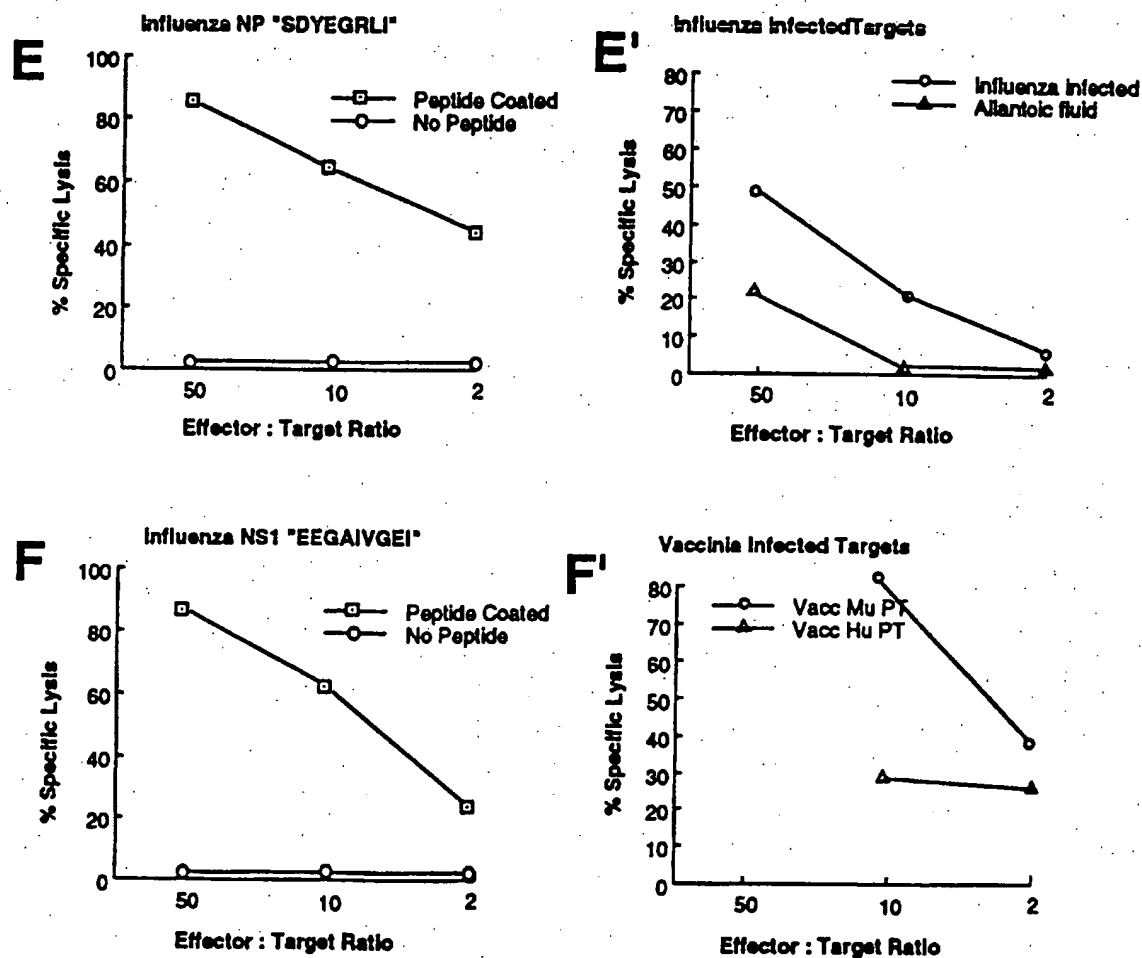 E
Influenza NP "SDYEGRLI"
100
80
60
40
20
0
% Specific Lysis
Peptide Coated
No Peptide
50 10 2
Effector : Target Ratio
E'
Influenza InfectedTargets
80
70
60
50
40
30
20
10
0
% Specific Lysis
Influenza Infected
Allantoic fluid
50 10 2
Effector : Target Ratio
F
Influenza NS1 "EEGAIVGEI"
100
80
60
40
20
0
% Specific Lysis
Peptide Coated
No Peptide
50 10 2
Effector : Target Ratio
F'
Vaccinia Infected Targets
80
70
60
50
40
30
20
10
0
% Specific Lysis
Vacc Mu PT
Vacc Hu PT
50 10 2
Effector : Target Ratio